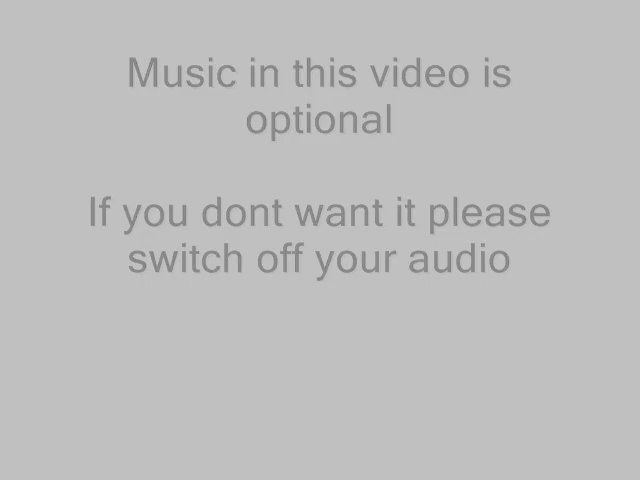 Music in this video is
optional
If you dont want it please
switch off your audio